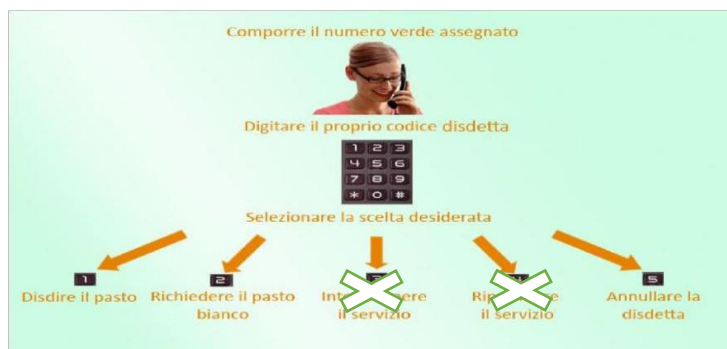 Comporre il numero verde assegnato
Digitare il proprio codice disdetta
1 2 3
4 5 6
7 8 9
* 0 #
Selezionare la scelta desiderata
1 2 5
Disdire il pasto Richiedere il pasto Annullare la
bianco il servizio il servizio disdetta